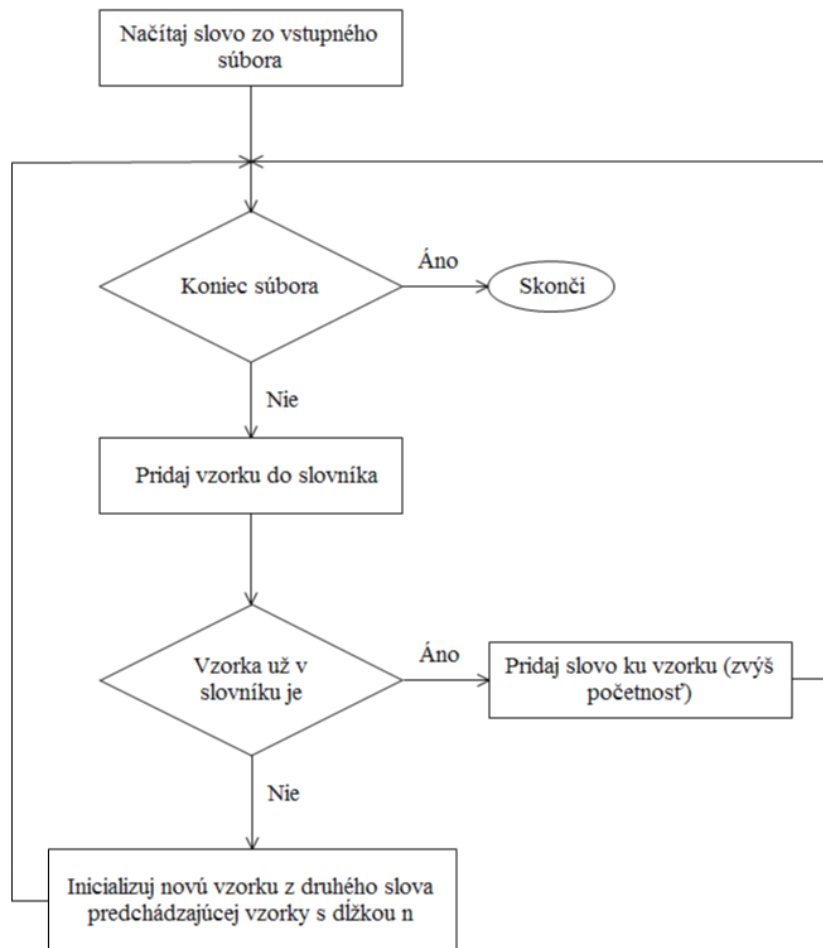 Načítaj slovo zo vstupného
súbora
Koniec súbora
Áno
Skonči
Nie
Pridaj vzorku do slovníka
Vzorka už v
slovníku je
Áno
Pridaj slovo ku vzorku (zvýš
početnosť)
Nie
Inicializuj novú vzorku z druhého slova
predchádzajúcej vzorky s dĺžkou n